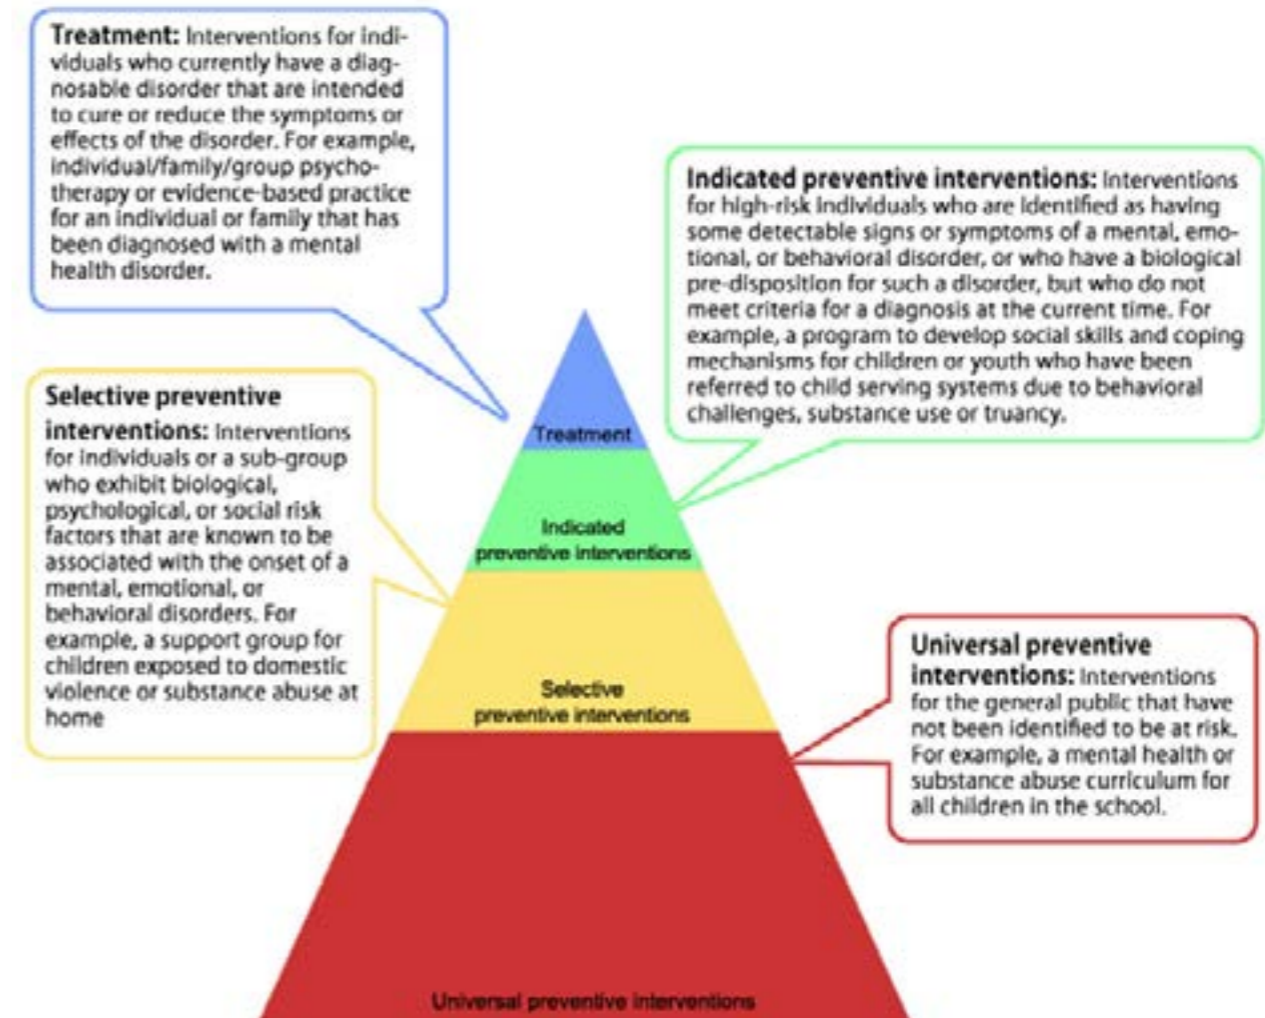 Treatment: Interventions for indi-
viduals who currently have a diag-
nosable disorder that are intended
to cure or reduce the symptoms or
effects of the disorder. For example,
individual/family/group psycho-
therapy or evidence-based practice
for an individual or family that has
been diagnosed with a mental
health disorder.
Indicated preventive interventions: Interventions
for high-risk individuals who are identified as having
some detectable signs or symptoms of a mental, emo-
tional, or behavioral disorder, or who have a biological
pre-disposition for such a disorder, but who do not
meet criteria for a diagnosis at the current time. For
example, a program to develop social skills and coping
mechanisms for children or youth who have been
referred to child serving systems due to behavioral
challenges, substance use or truancy.
Selective preventive
interventions: Interventions
for individuals or a sub-group
who exhibit biological,
psychological, or social risk
factors that are known to be
associated with the onset of a
mental, emotional, or
behavioral disorders. For
example, a support group for
children exposed to domestic
violence or substance abuse at
home
Universal preventive
interventions: Interventions
for the general public that have
not been identified to be at risk.
For example, a mental health or
substance abuse curriculum for
all children in the school.
Treatment
Indicated
preventive interventions
Selective
preventive interventions
Universal preventive interventions